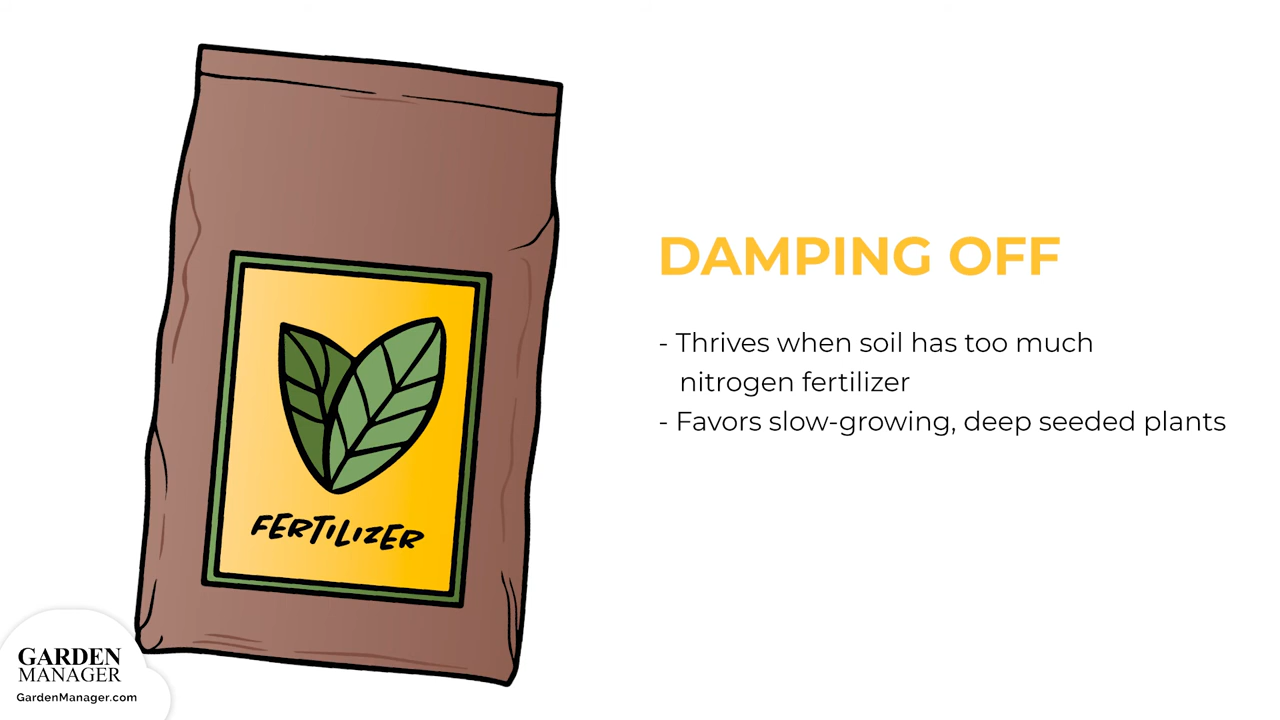 DAMPING OFF
- Thrives when soil has too much
nitrogen fertilizer
- Favors slow-growing, deep seeded plants
FERTILIZER
GARDEN
MANAGER
GardenManager.com